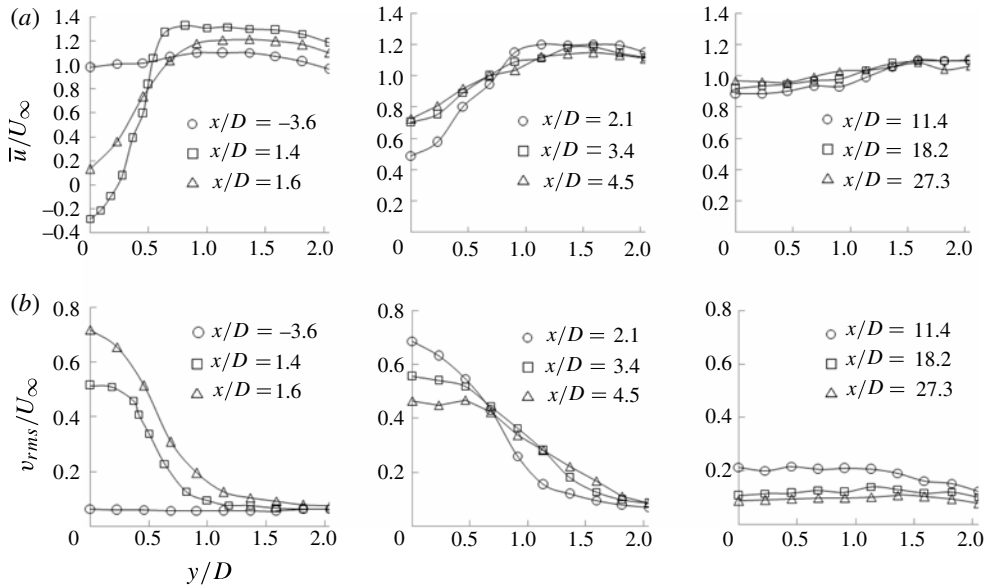 (a)
1.4
1.2
1.0
0.8
0.6
0.4
0.2
0
–0.2
–0.4
u̅/U∞
x/D = –3.6
x/D = 1.4
x/D = 1.6
0 0.5 1.0 1.5 2.0
1.4
1.2
1.0
0.8
0.6
0.4
0.2
x/D = 2.1
x/D = 3.4
x/D = 4.5
0 0.5 1.0 1.5 2.0
1.4
1.2
1.0
0.8
0.6
0.4
0.2
x/D = 11.4
x/D = 18.2
x/D = 27.3
0 0.5 1.0 1.5 2.0
(b)
0.8
0.6
0.4
0.2
vrms/U∞
x/D = –3.6
x/D = 1.4
x/D = 1.6
0 0.5 1.0 1.5 2.0
y/D
0.8
0.6
0.4
0.2
x/D = 2.1
x/D = 3.4
x/D = 4.5
0 0.5 1.0 1.5 2.0
0.8
0.6
0.4
0.2
x/D = 11.4
x/D = 18.2
x/D = 27.3
0 0.5 1.0 1.5 2.0